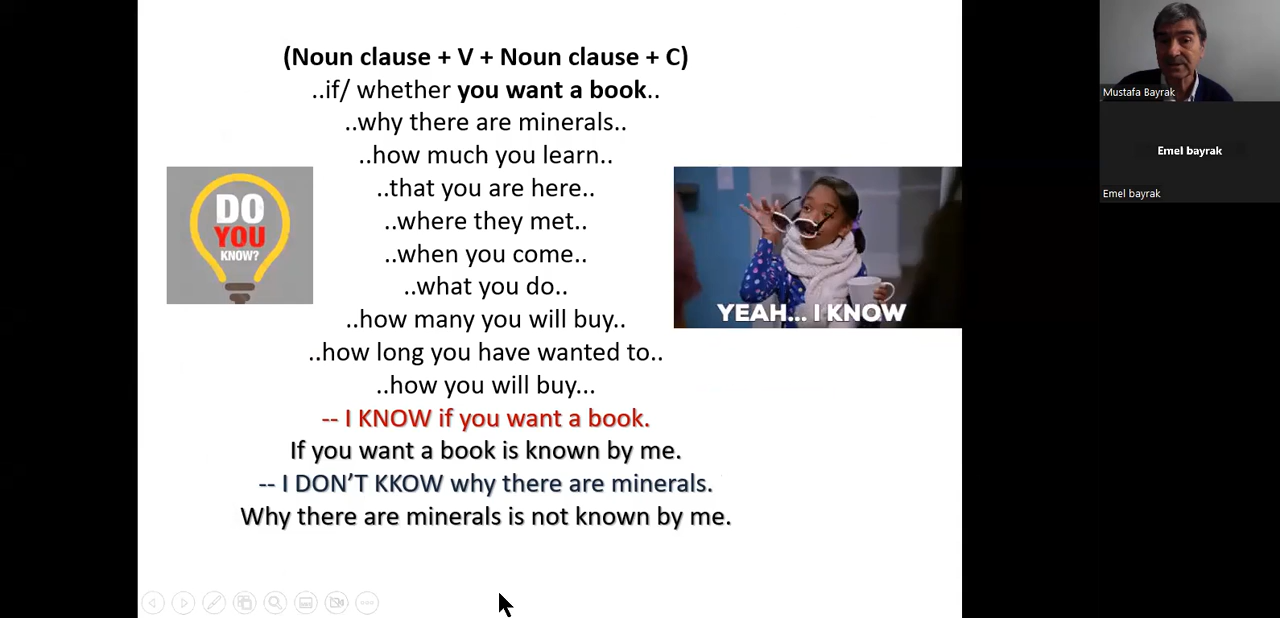 (Noun clause + V + Noun clause + C)
..if/ whether you want a book..
..why there are minerals..
..how much you learn..
..that you are here..
..where they met..
..when you come..
..what you do..
..how many you will buy..
..how long you have wanted to..
..how you will buy...
-- I KNOW if you want a book.
If you want a book is known by me.
-- I DON’T KKOW why there are minerals.
Why there are minerals is not known by me.
DO
YOU
KNOW?
YEAH... I KNOW
Mustafa Bayrak
Emel bayrak
Emel bayrak